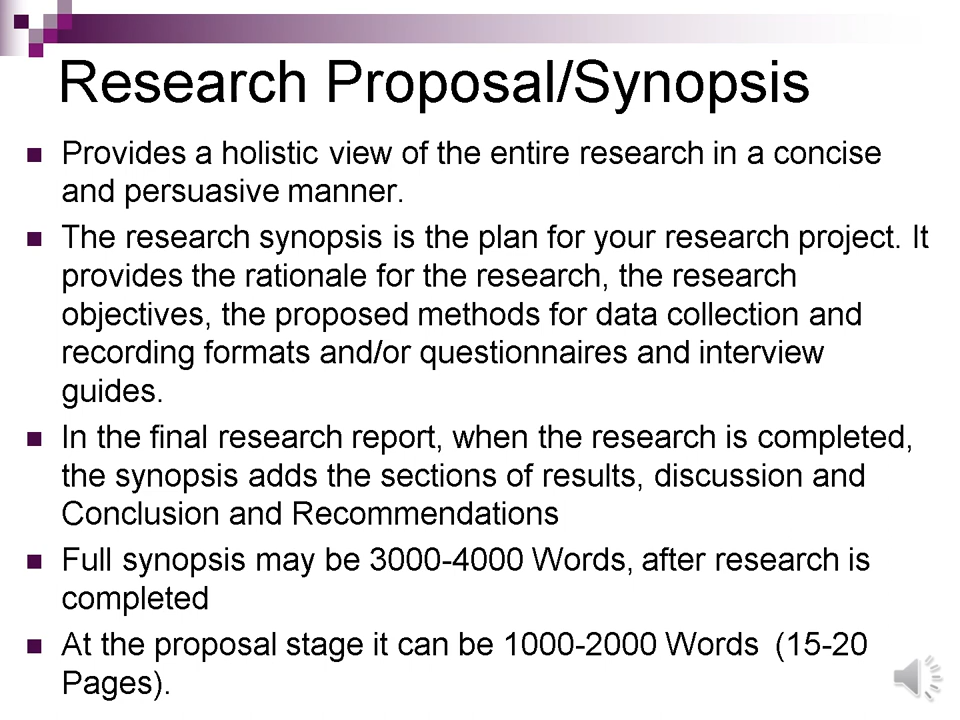 Research Proposal/Synopsis
Provides a holistic view of the entire research in a concise
and persuasive manner.
The research synopsis is the plan for your research project. It
provides the rationale for the research, the research
objectives, the proposed methods for data collection and
recording formats and/or questionnaires and interview
guides.
In the final research report, when the research is completed,
the synopsis adds the sections of results, discussion and
Conclusion and Recommendations
Full synopsis may be 3000-4000 Words, after research is
completed
At the proposal stage it can be 1000-2000 Words (15-20
Pages).